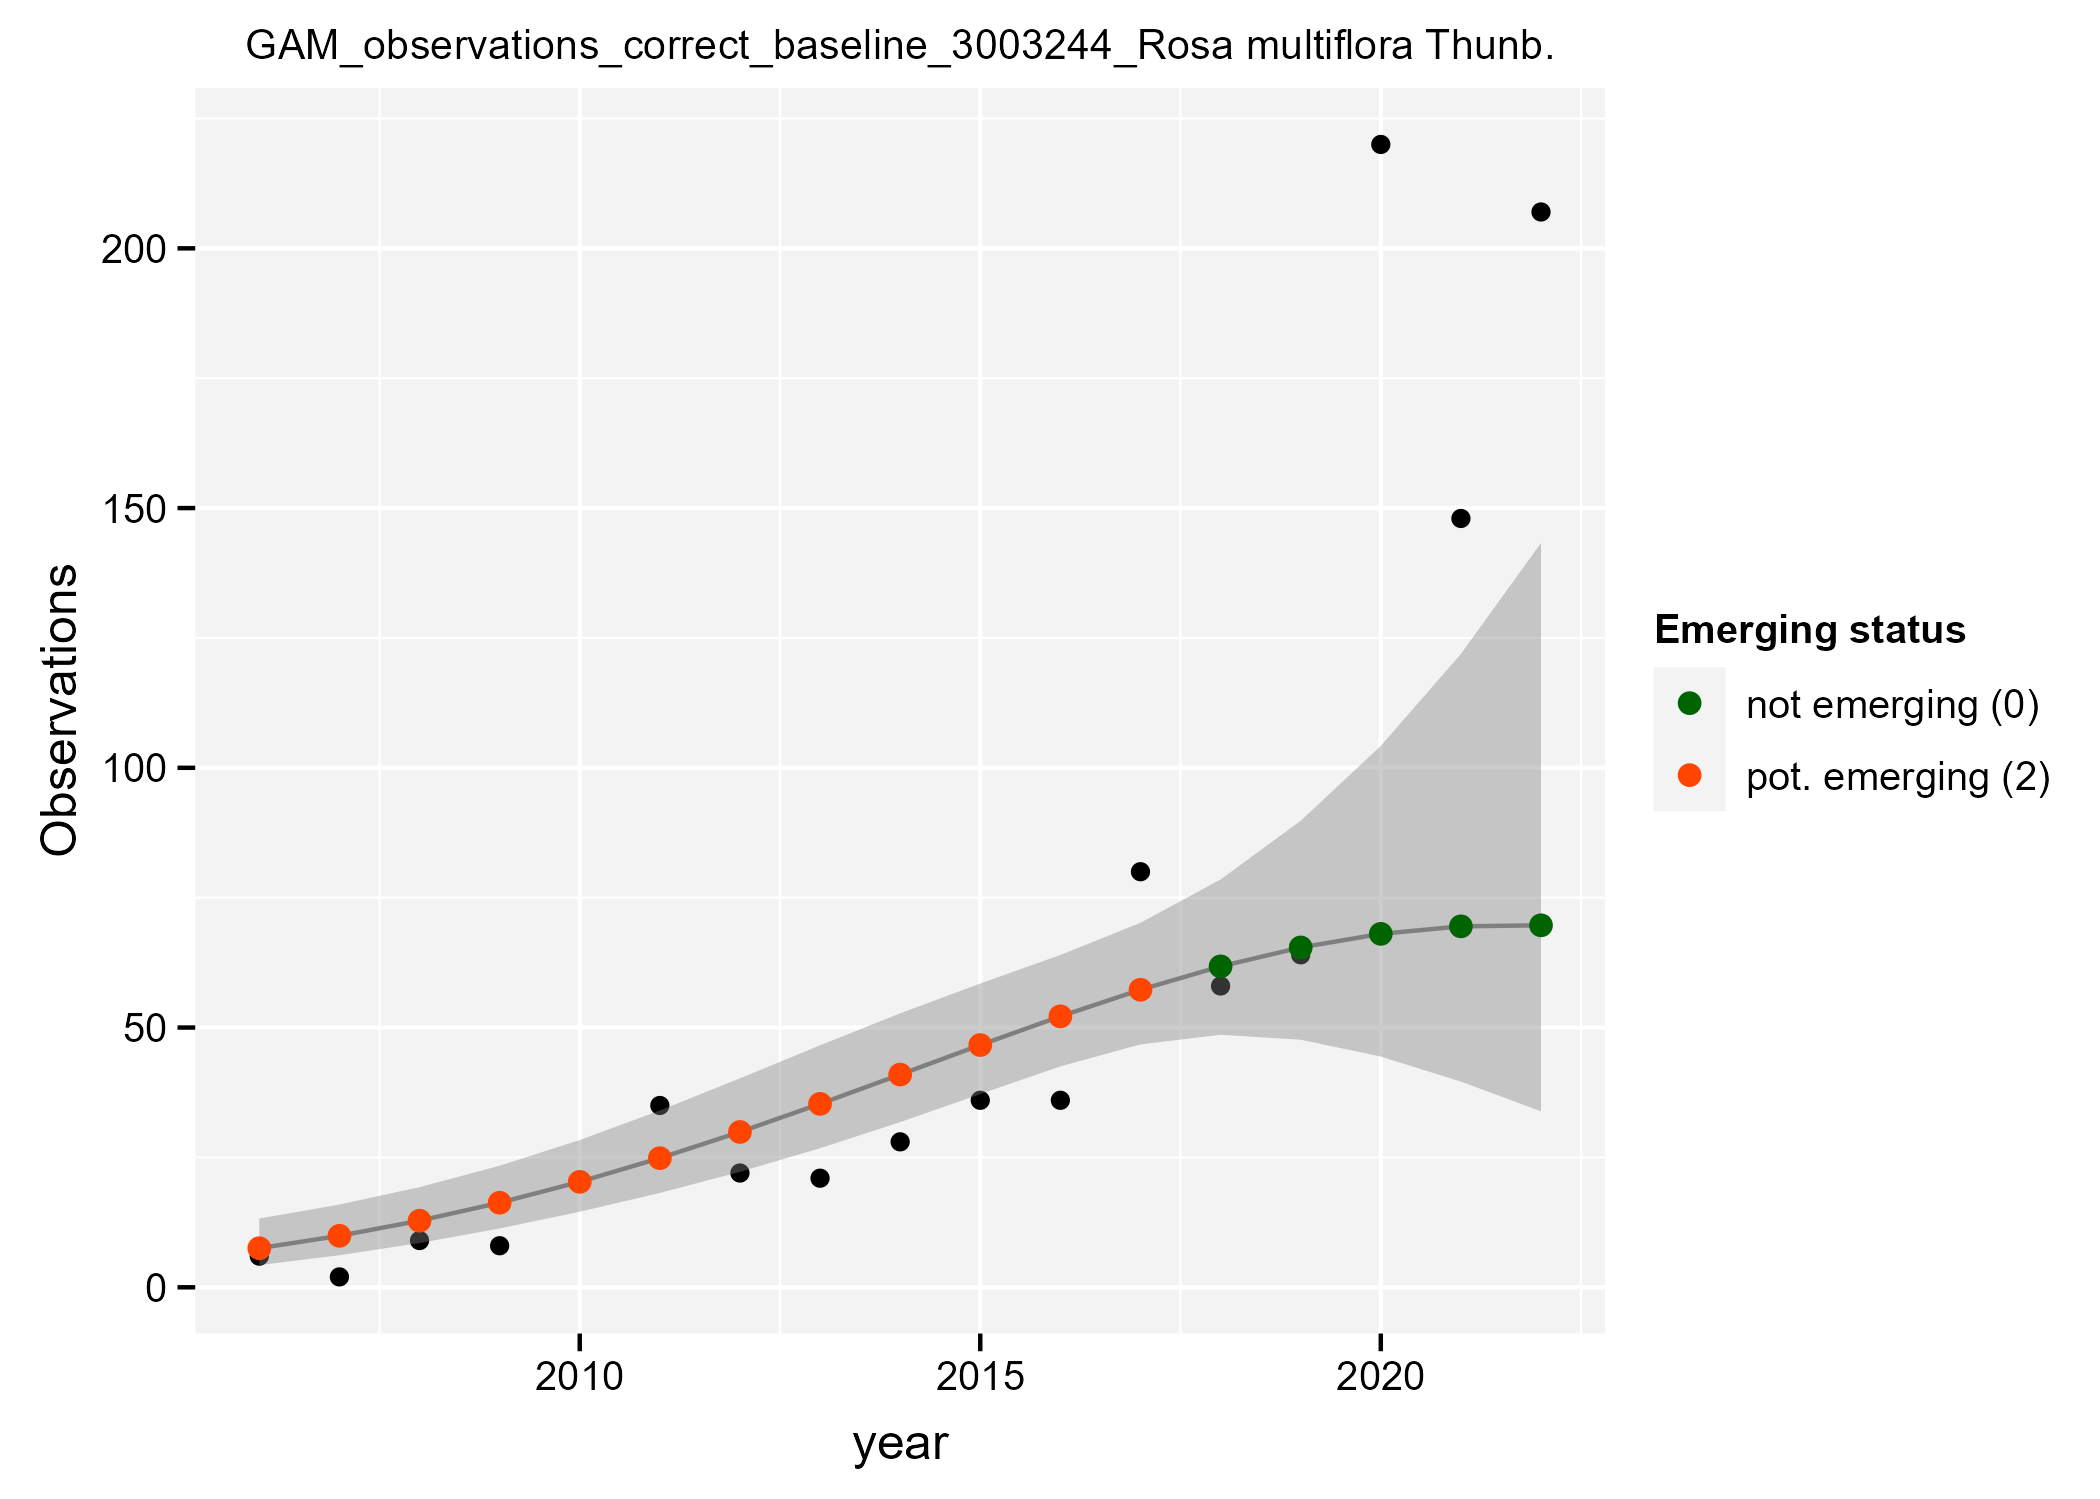 GAM_observations_correct_baseline_3003244_Rosa multiflora Thunb.
Observations
200
150
100
50
0
2010
2015
2020
year
Emerging status
not emerging (0)
pot. emerging (2)